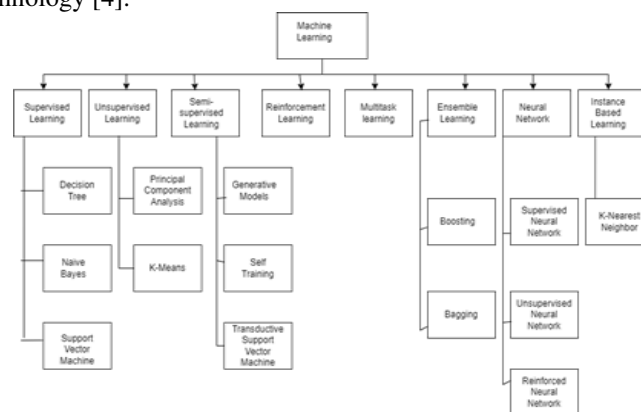 [4].
Machine
Learning
Supervised
Learning
Unsupervised
Learning
Semi-
supervised
Learning
Reinforcement
Learning
Multitask
learning
Ensemble
Learning
Neural
Network
Instance
Based
Learning
Decision
Tree
Principal
Component
Analysis
Generative
Models
Boosting
Supervised
Neural
Network
K-Nearest
Neighbor
Naive
Bayes
K-Means
Self
Training
Bagging
Unsupervised
Neural
Network
Support
Vector
Machine
Transductive
Support
Vector
Machine
Reinforced
Neural
Network